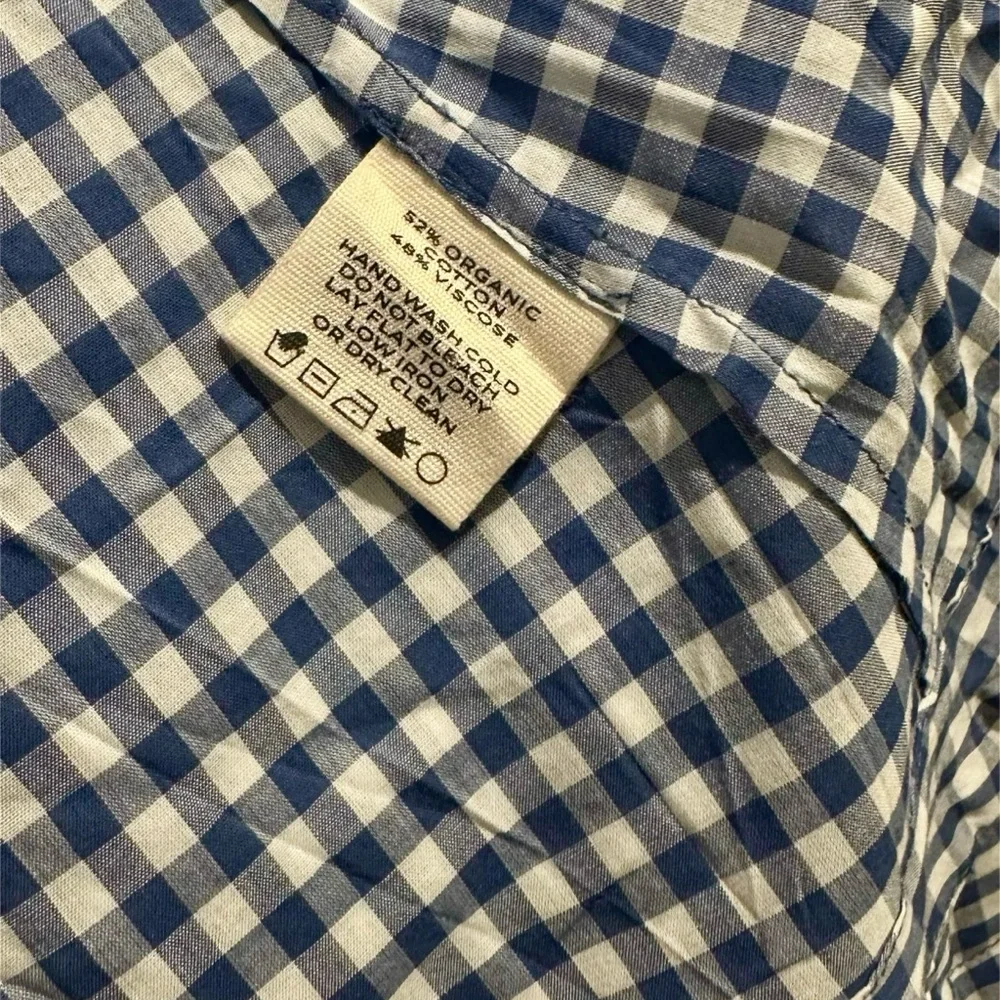 52% ORGANIC
COTTON
48% VISCOSE
HAND WASH COLD
DO NOT BLEACH
LAY FLAT TO DRY
LOW IRON
OR DRY CLEAN